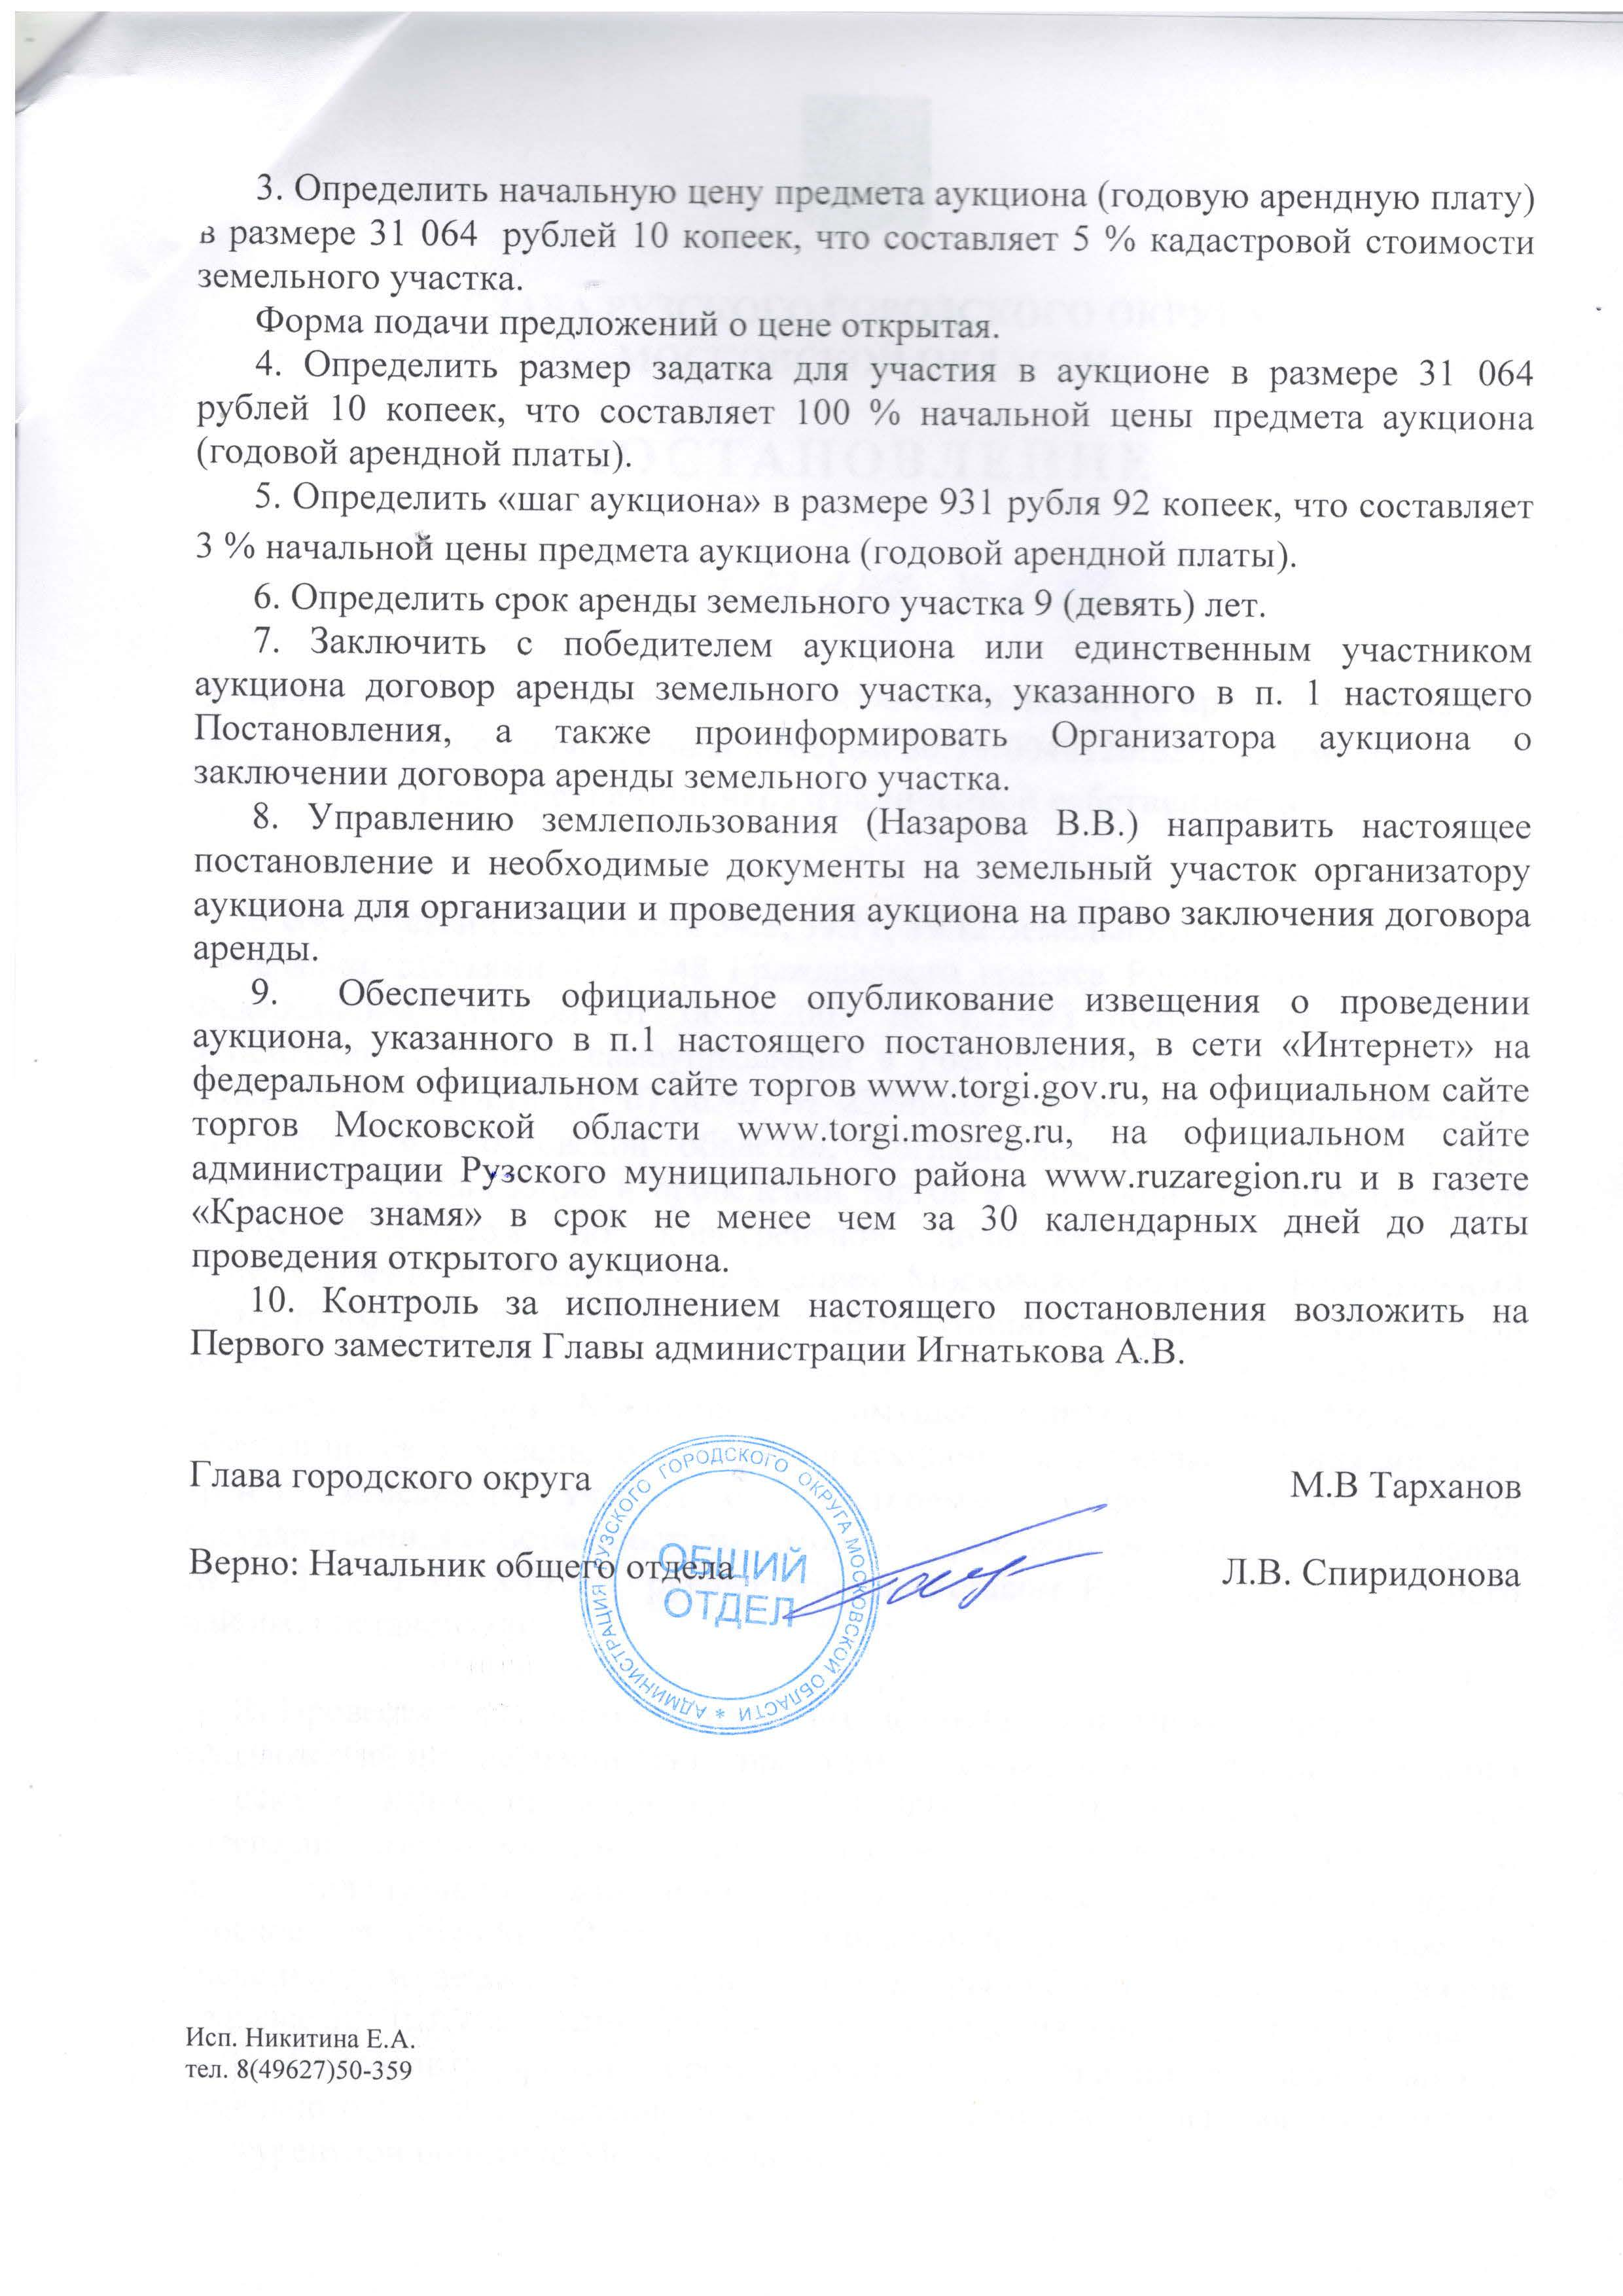 3. Определить начальную цену предмета аукциона (годовую арендную плату)
в размере 31 064 рублей 10 копеек, что составляет 5 % кадастровой стоимости
земельного участка.
Форма подачи предложений о цене открытая.
4. Определить размер задатка для участия в аукционе в размере 31 064
рублей 10 копеек, что составляет 100 % начальной цены предмета аукциона
(годовой арендной платы).
5. Определить «шаг аукциона» в размере 931 рубля 92 копеек, что составляет
3 % начальной цены предмета аукциона (годовой арендной платы).
6. Определить срок аренды земельного участка 9 (девять) лет.
7. Заключить с победителем аукциона или единственным участником
аукциона договор аренды земельного участка, указанного в п. 1 настоящего
Постановления, а также проинформировать Организатора аукциона о
заключении договора аренды земельного участка.
8. Управлению землепользования (Назарова В.В.) направить настоящее
постановление и необходимые документы на земельный участок организатору
аукциона для организации и проведения аукциона на право заключения договора
аренды.
9. Обеспечить официальное опубликование извещения о проведении
аукциона, указанного в п.1 настоящего постановления, в сети «Интернет» на
федеральном официальном сайте торгов www.torgi.gov.ru, на официальном сайте
торгов Московской области www.torgi.mosreg.ru, на официальном сайте
администрации Рузского муниципального района www.ruzaregion.ru и в газете
«Красное знамя» в срок не менее чем за 30 календарных дней до даты
проведения открытого аукциона.
10. Контроль за исполнением настоящего постановления возложить на
Первого заместителя Главы администрации Игнатькова А.В.
Глава городского округа М.В Тарханов
Верно: Начальник общего отдела Л.В. Спиридонова
АДМИНИСТРАЦИЯ РУЗСКОГО ГОРОДСКОГО ОКРУГА МОСКОВСКОЙ ОБЛАСТИ *
ОБЩИЙ
ОТДЕЛ
Исп. Никитина Е.А.
тел. 8(49627)50-359